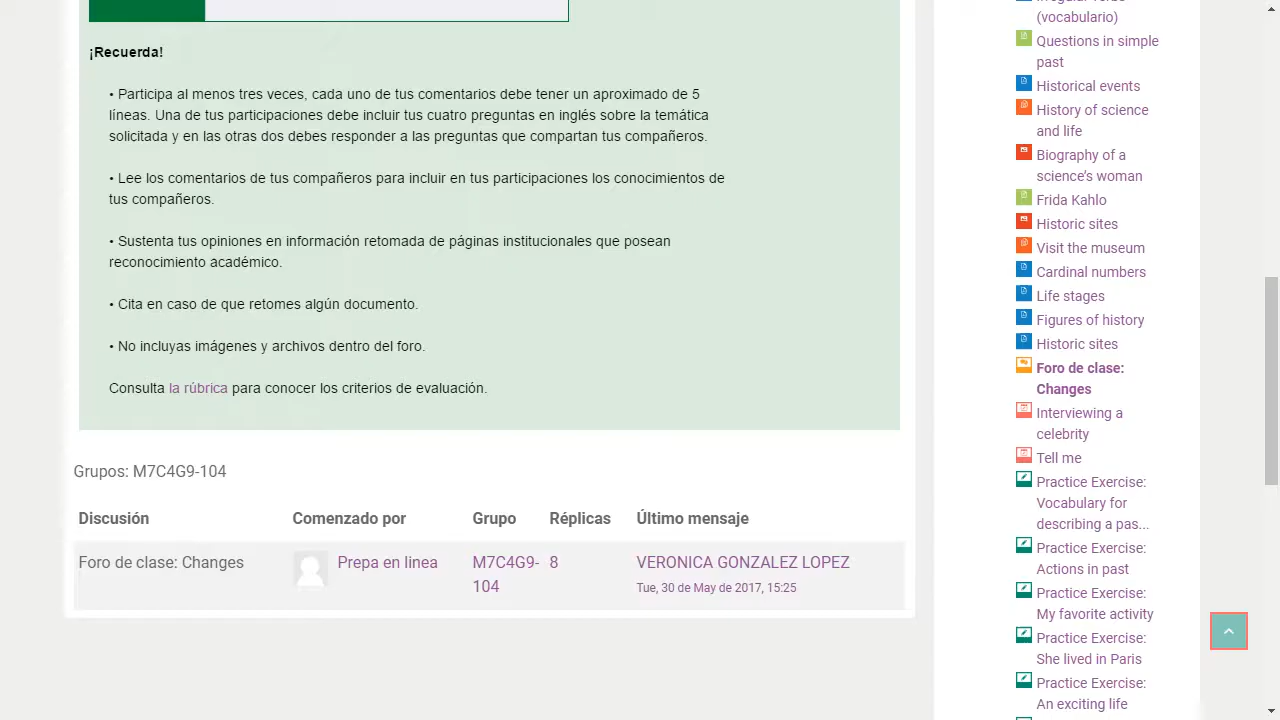 ¡Recuerda!
• Participa al menos tres veces, cada uno de tus comentarios debe tener un aproximado de 5
líneas. Una de tus participaciones debe incluir tus cuatro preguntas en inglés sobre la temática
solicitada y en las otras dos debes responder a las preguntas que compartan tus compañeros.
• Lee los comentarios de tus compañeros para incluir en tus participaciones los conocimientos de
tus compañeros.
• Sustenta tus opiniones en información retomada de páginas institucionales que posean
reconocimiento académico.
• Cita en caso de que retomes algún documento.
• No incluyas imágenes y archivos dentro del foro.
Consulta la rúbrica para conocer los criterios de evaluación.
Grupos: M7C4G9-104
Discusión Comenzado por Grupo Réplicas Último mensaje
Foro de clase: Changes Prepa en linea M7C4G9- 8 VERONICA GONZALEZ LOPEZ
104 Tue, 30 de May de 2017, 15:25
(vocabulario)
Questions in simple
past
Historical events
History of science
and life
Biography of a
science's woman
Frida Kahlo
Historic sites
Visit the museum
Cardinal numbers
Life stages
Figures of history
Historic sites
Foro de clase:
Changes
Interviewing a
celebrity
Tell me
Practice Exercise:
Vocabulary for
describing a pas...
Practice Exercise:
Actions in past
Practice Exercise:
My favorite activity
Practice Exercise:
She lived in Paris
Practice Exercise:
An exciting life